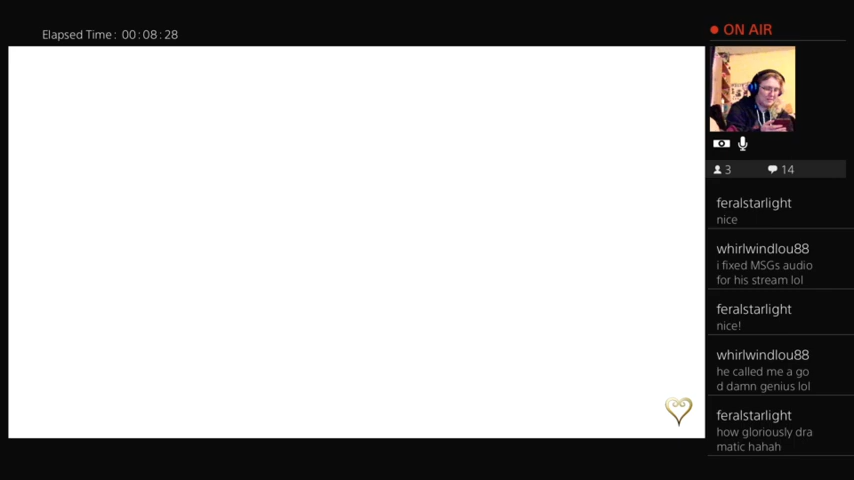 Elapsed Time: 00:08:28
ON AIR
3
14
feralstarlight
nice
whirlwindlou88
i fixed MSGs audio
for his stream lol
feralstarlight
nice!
whirlwindlou88
he called me a go
d damn genius lol
feralstarlight
how gloriously dra
matic hahah